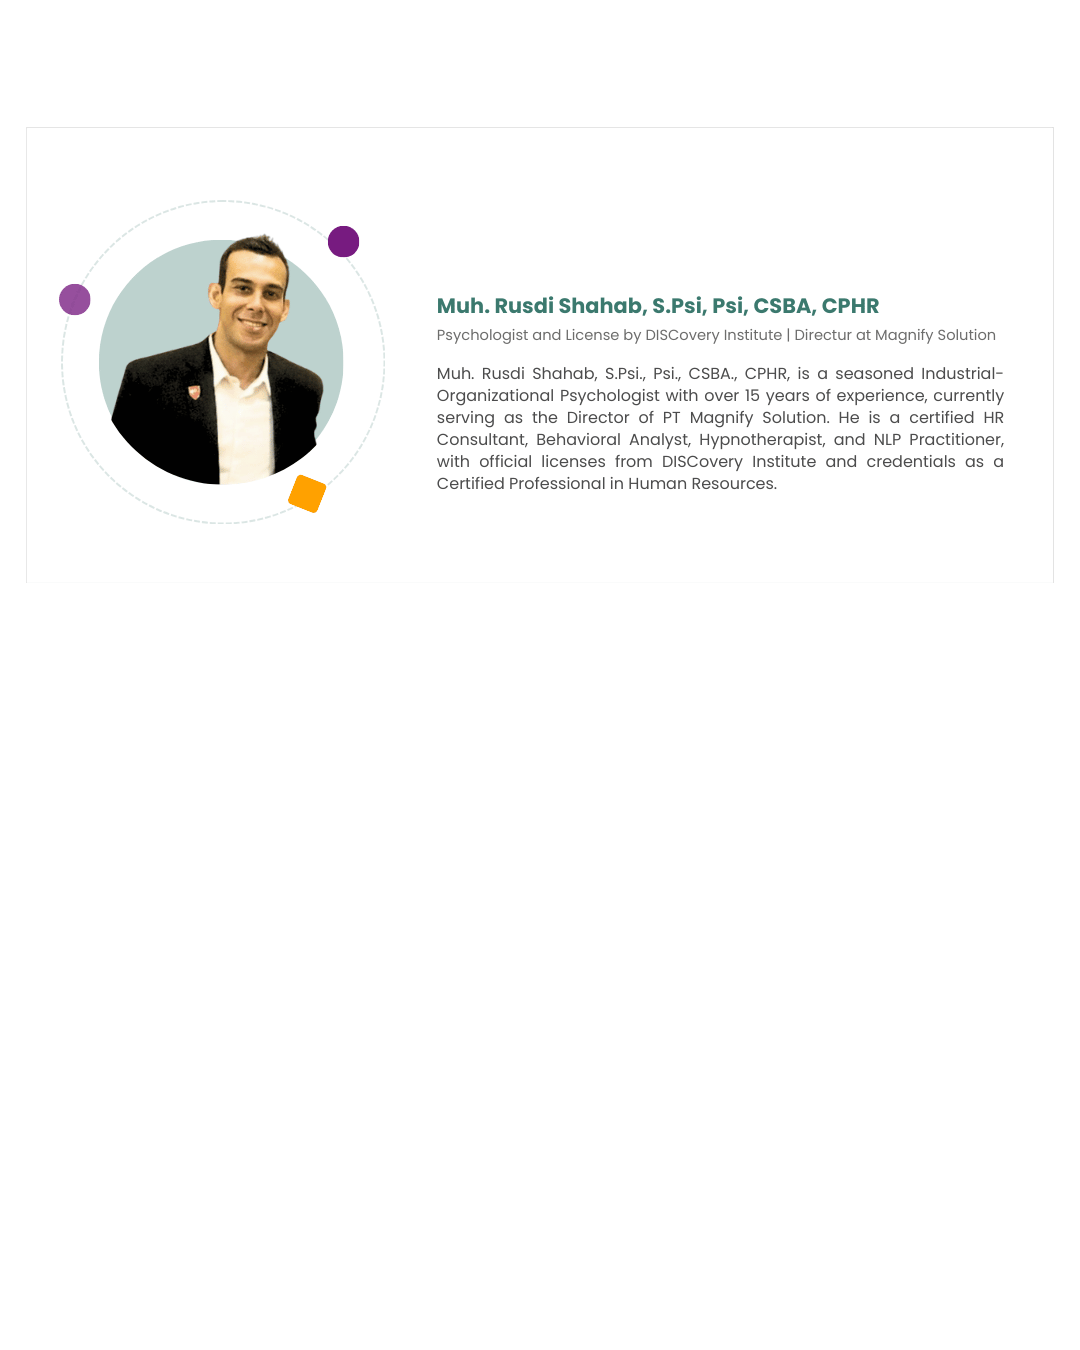 Muh. Rusdi Shahab, S.Psi, Psi, CSBA, CPHR
Psychologist and License by DISCovery Institute | Directur at Magnify Solution
Muh. Rusdi Shahab, S.Psi., Psi., CSBA., CPHR, is a seasoned Industrial-
Organizational Psychologist with over 15 years of experience, currently
serving as the Director of PT Magnify Solution. He is a certified HR
Consultant, Behavioral Analyst, Hypnotherapist, and NLP Practitioner,
with official licenses from DISCovery Institute and credentials as a
Certified Professional in Human Resources.